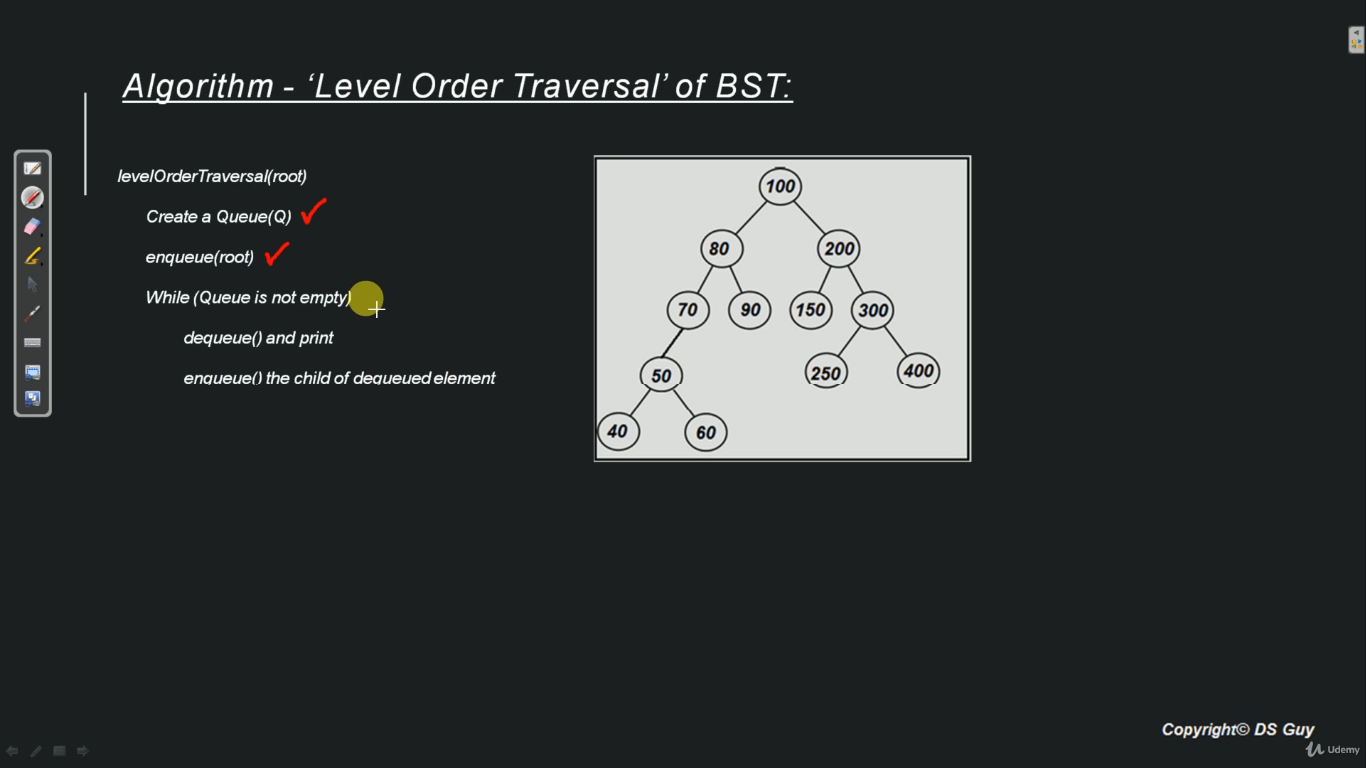 Algorithm - ‘Level Order Traversal’ of BST:
levelOrderTraversal(root)
Create a Queue(Q)
enqueue(root)
While (Queue is not empty)
dequeue() and print
enqueue() the child of dequeued element
100
80 200
70 90 150 300
50 250 400
40 60
Copyright© DS Guy
Udemy